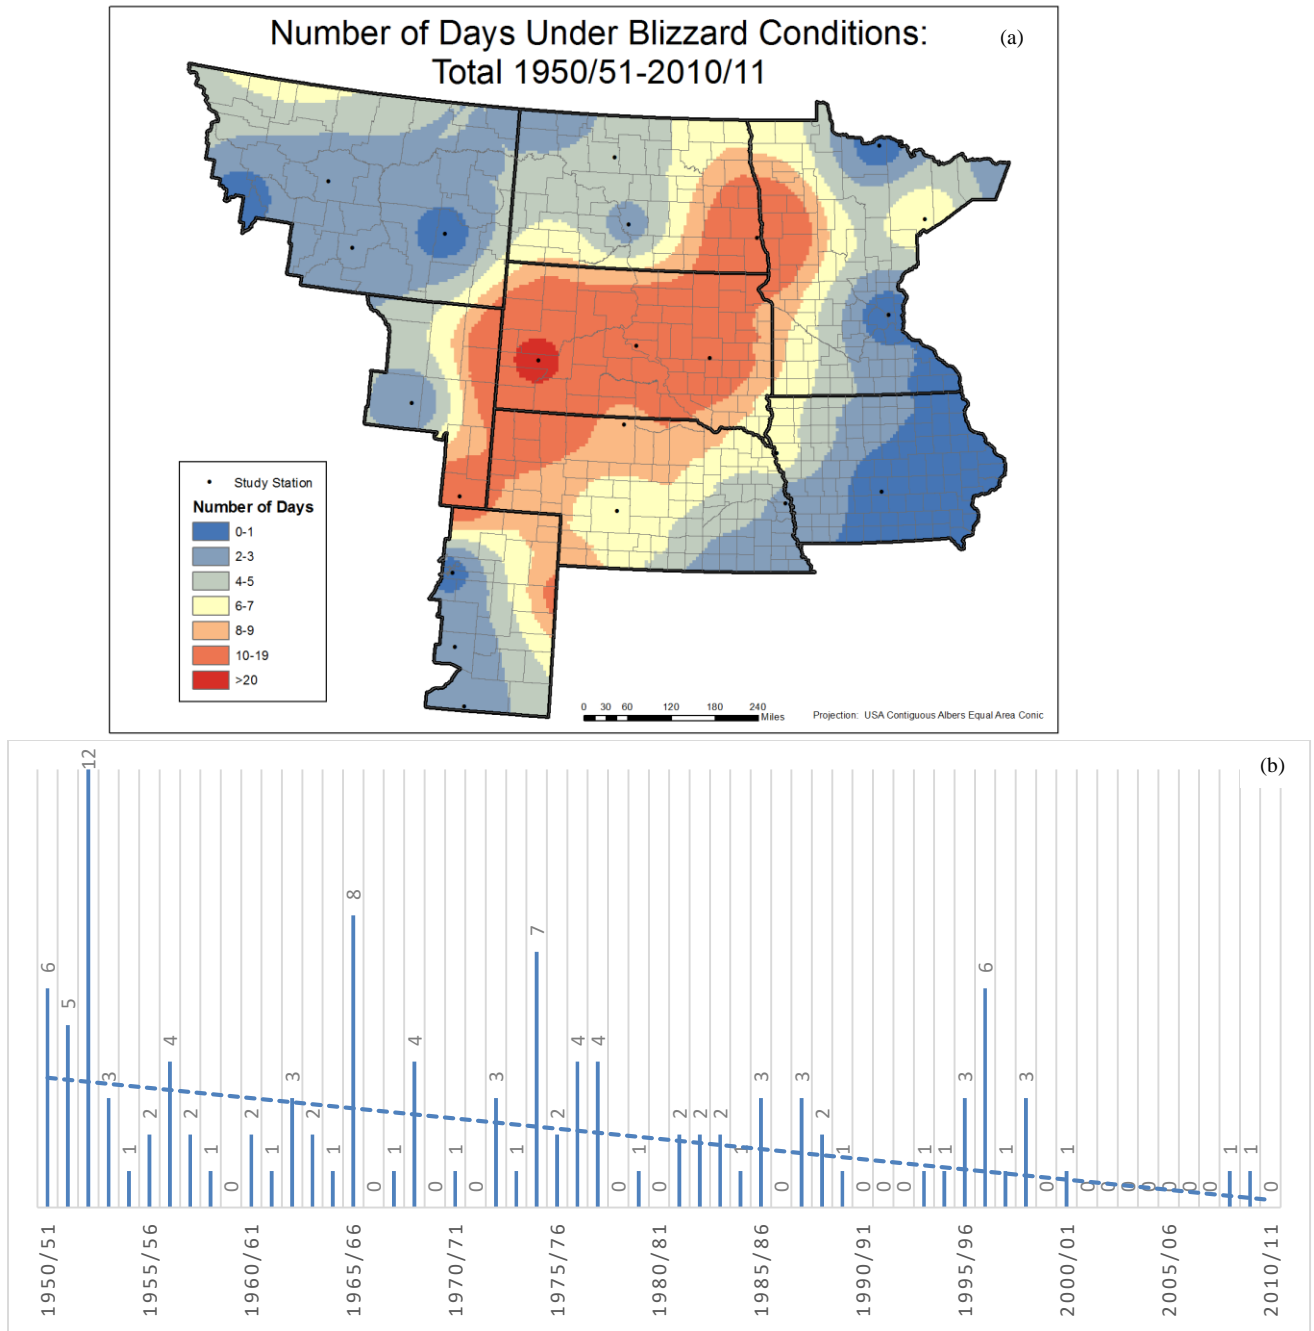 Number of Days Under Blizzard Conditions:
Total 1950/51-2010/11
(a)
Study Station
Number of Days
0-1
2-3
4-5
6-7
8-9
10-19
>20
0 30 60 120 180 240
Miles
Projection: USA Contiguous Albers Equal Area Conic
(b)
6 5 12 3 1 2 4 2 1 0 2 1 3 2 1 8 0 1 4 0 1 0 3 1 7 2 4 4 0 1 0 2 2 2 1 3 0 3 2 1 0 0 0 1 1 3 6 1 3 0 1 0 0 0 0 0 0 0 1 1 0
1950/51 1955/56 1960/61 1965/66 1970/71 1975/76 1980/81 1985/86 1990/91 1995/96 2000/01 2005/06 2010/11